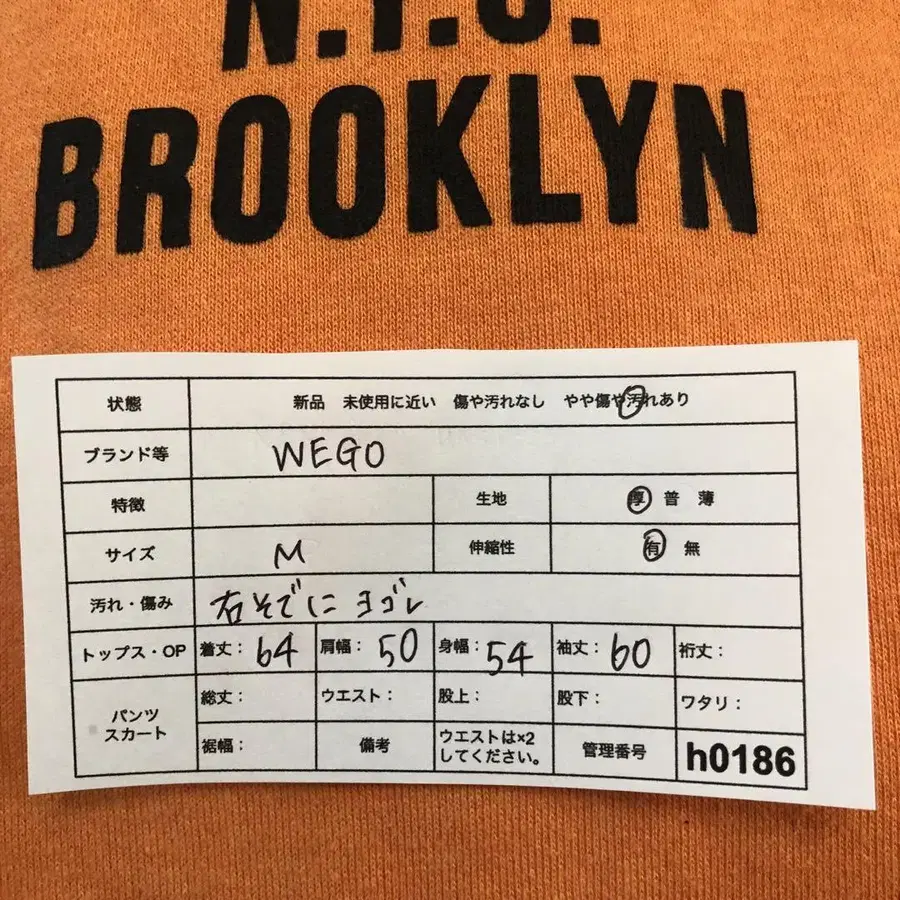 N.Y.C.
BROOKLYN
状態 新品 未使用に近い 傷や汚れなし やや傷や汚れあり
ブランド等 WEGO
特徴 生地 厚 普 薄
サイズ M 伸縮性 有 無
汚れ・傷み 右そでにヨゴレ
トップス・OP 着丈：64 肩幅：50 身幅：54 袖丈：60 裄丈：
パンツ
スカート
総丈： ウエスト： 股上： 股下： ワタリ：
裾幅： 備考 ウエストは×2
してください。 管理番号 h0186